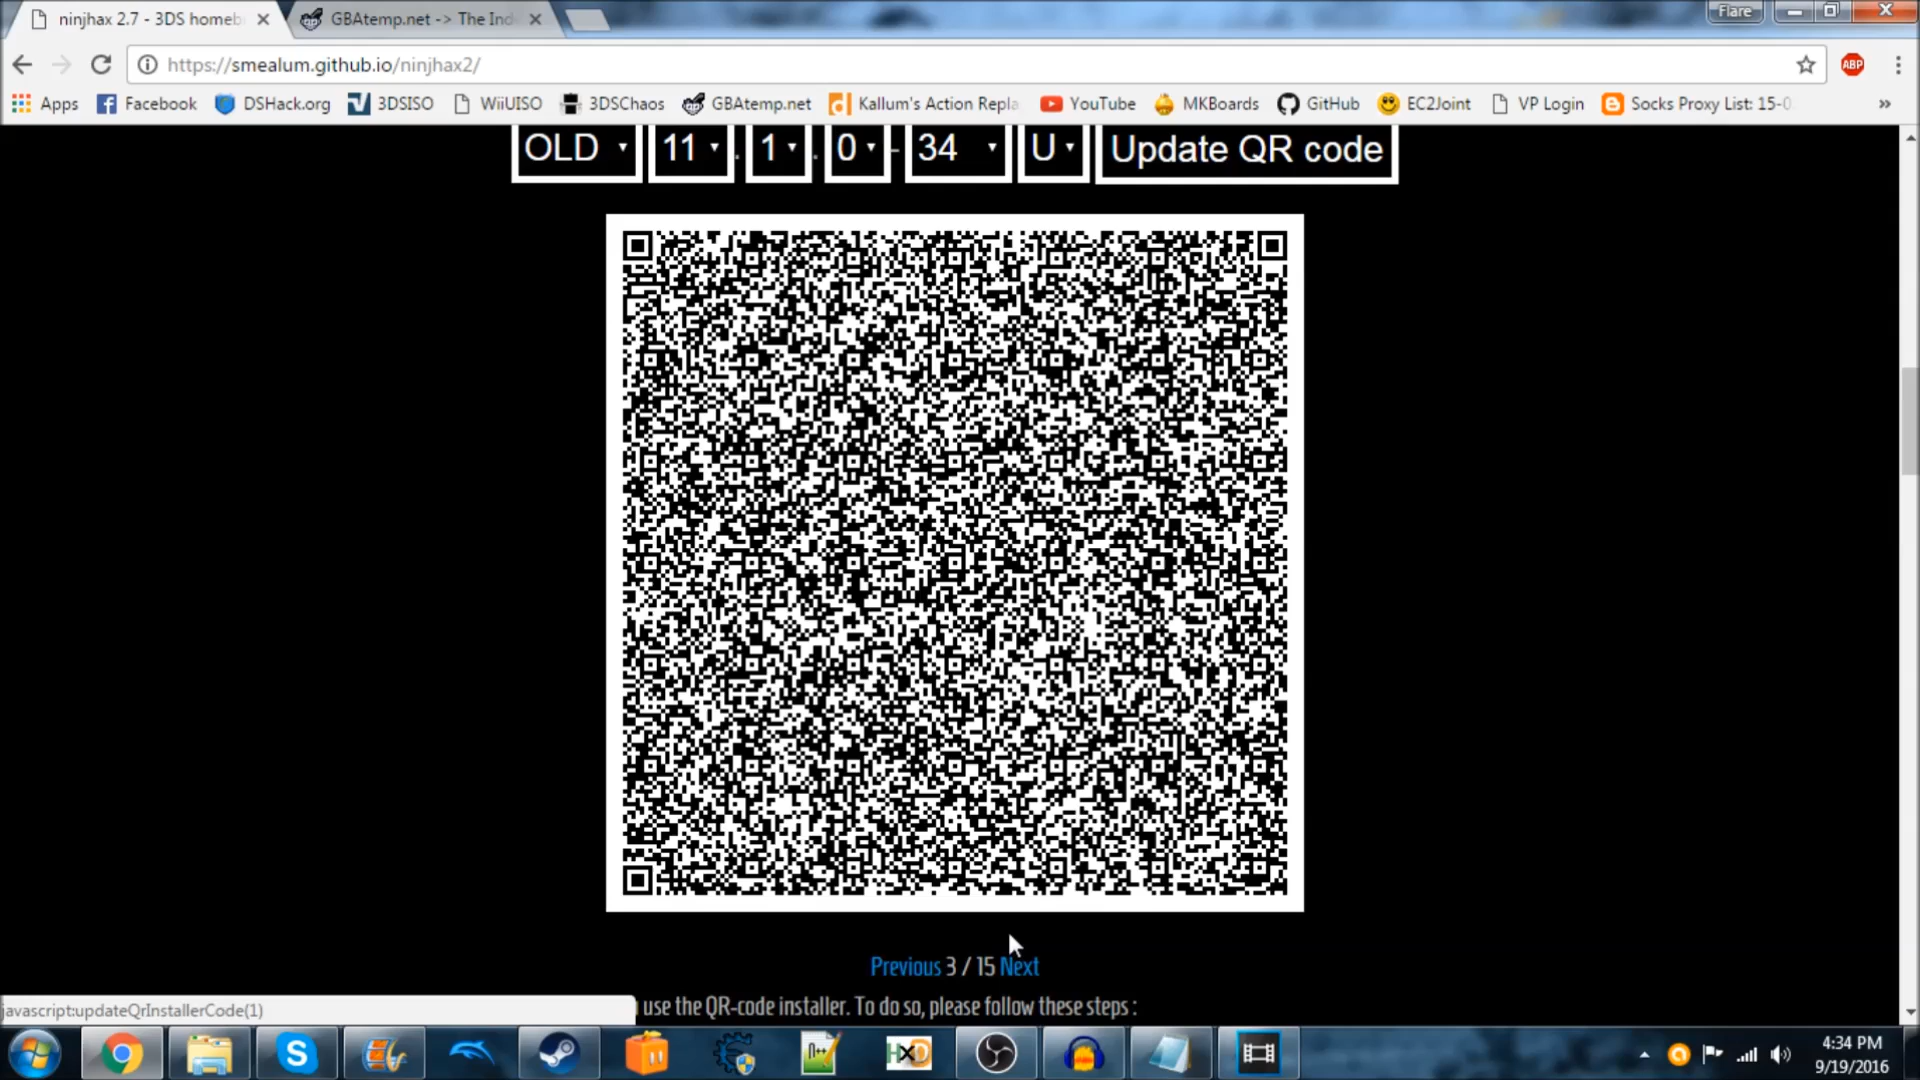 ninjhax 2.7 - 3DS homeb
GBAtemp.net -> The Ind
Flare
https://smealum.github.io/ninjhax2/
ABP
Apps Facebook DSHack.org 3DSISO WiiUISO 3DSChaos GBAtemp.net Kallum's Action Repla YouTube MKBoards GitHub EC2Joint VP Login Socks Proxy List: 15-0 »
OLD 11 . 1 . 0 - 34 U Update QR code
Previous 3 / 15 Next
use the QR-code installer. To do so, please follow these steps :
javascript:updateQrInstallerCode(1)
4:34 PM
9/19/2016